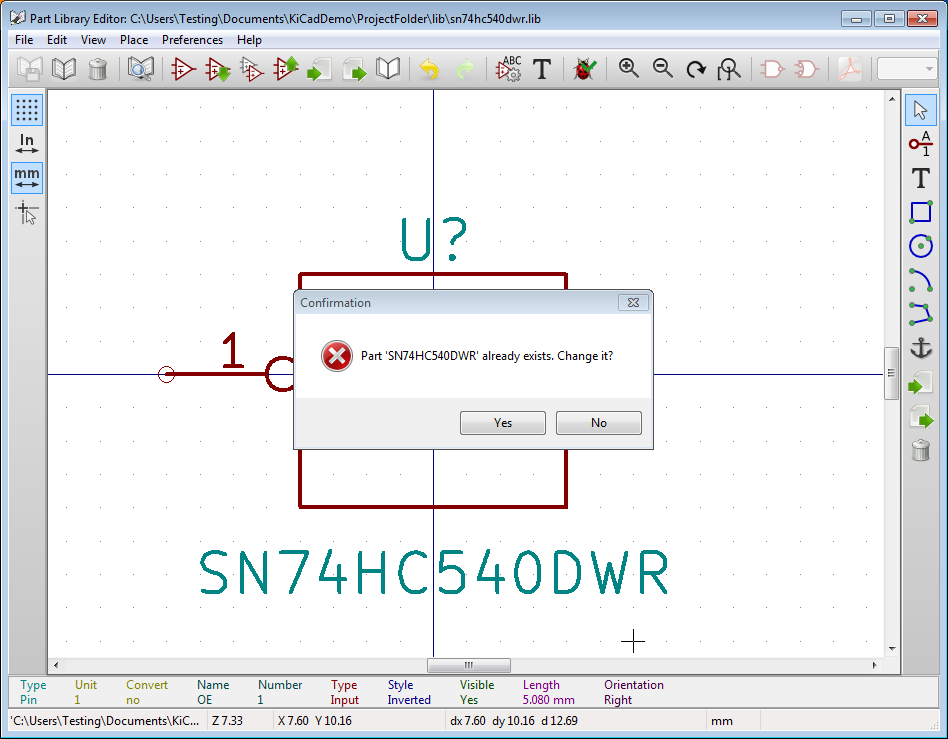 Part Library Editor: C:\Users\Testing\Documents\KiCadDemo\ProjectFolder\lib\sn74hc540dwr.lib
File Edit View Place Preferences Help
ABC
T
In
mm
A
1
T
U?
1
Confirmation
Part 'SN74HC540DWR' already exists. Change it?
Yes No
SN74HC540DWR
Type Unit Convert Name Number Type Style Visible Length Orientation
Pin 1 no OE 1 Input Inverted Yes 5.080 mm Right
'C:\Users\Testing\Documents\KiC... Z 7.33 X 7.60 Y 10.16 dx 7.60 dy 10.16 d 12.69 mm